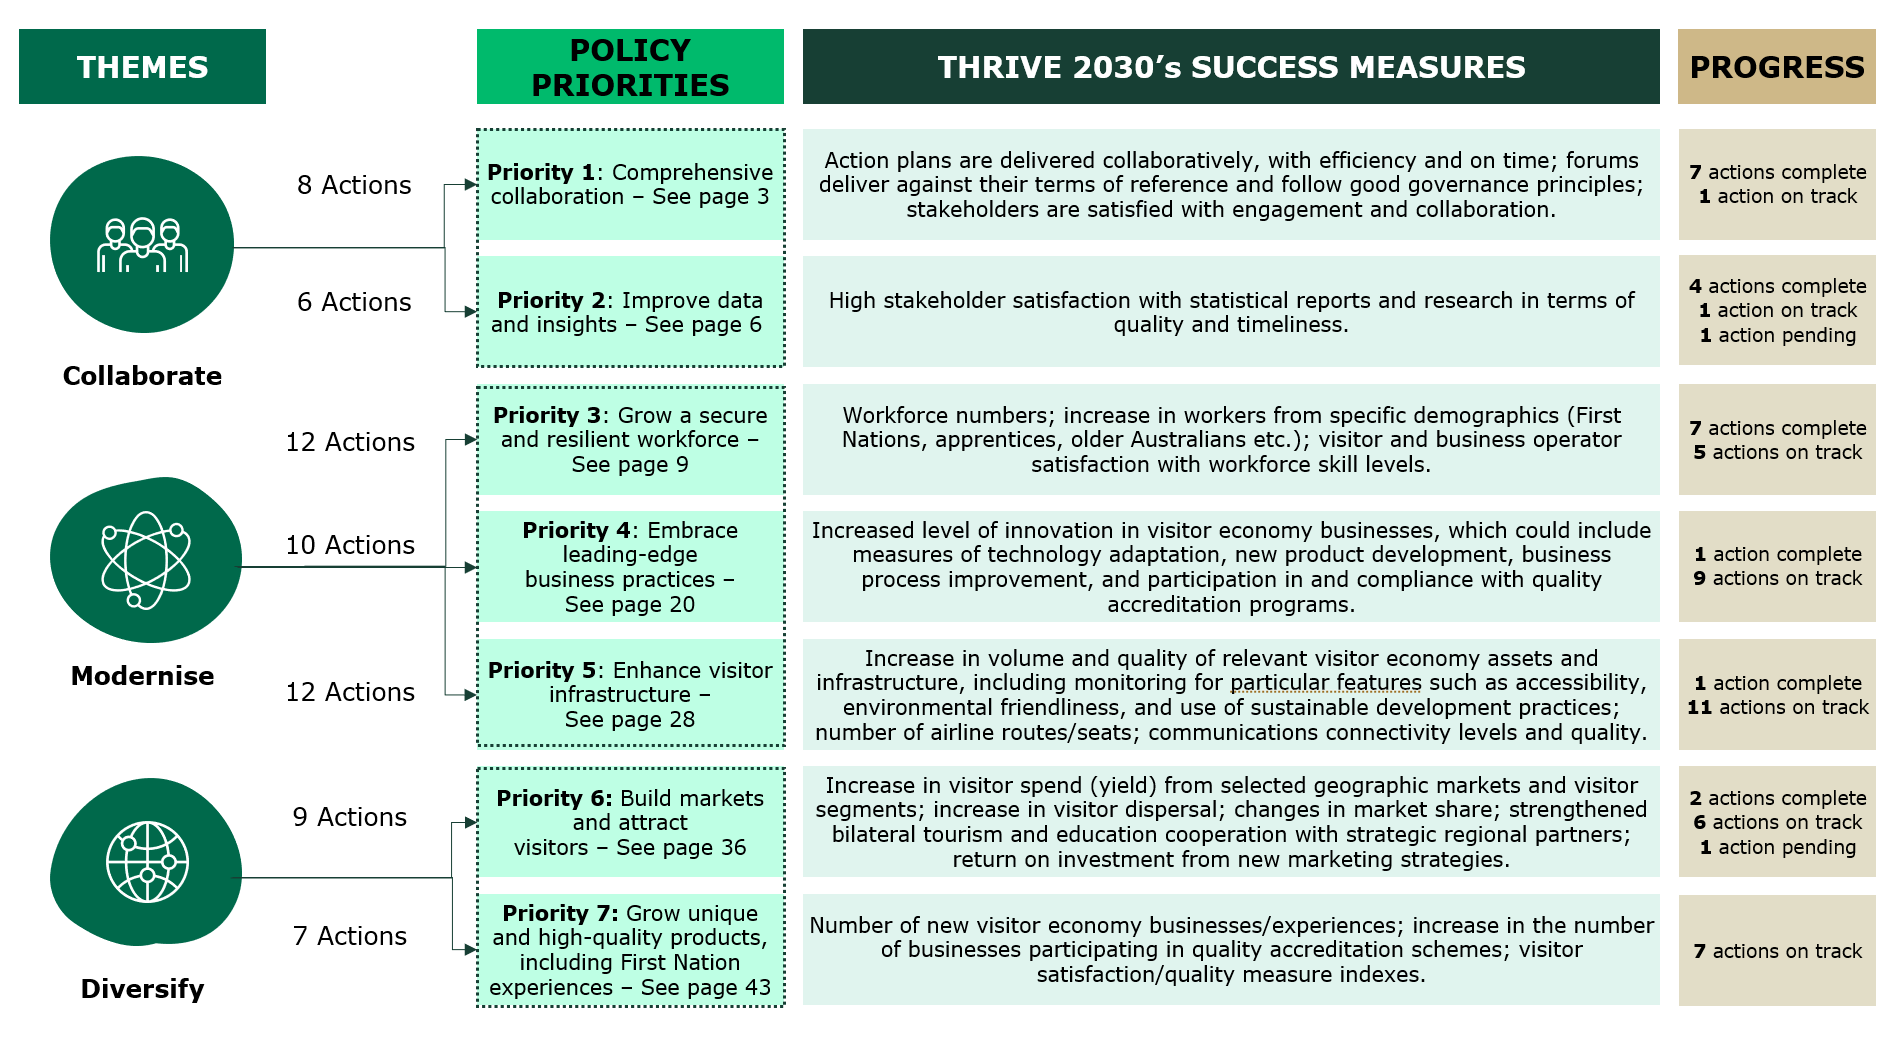 THEMES
POLICY
PRIORITIES
THRIVE 2030’s SUCCESS MEASURES
PROGRESS
Collaborate
8 Actions
Priority 1: Comprehensive
collaboration – See page 3
Action plans are delivered collaboratively, with efficiency and on time; forums
deliver against their terms of reference and follow good governance principles;
stakeholders are satisfied with engagement and collaboration.
7 actions complete
1 action on track
6 Actions
Priority 2: Improve data
and insights – See page 6
High stakeholder satisfaction with statistical reports and research in terms of
quality and timeliness.
4 actions complete
1 action on track
1 action pending
Modernise
12 Actions
Priority 3: Grow a secure
and resilient workforce –
See page 9
Workforce numbers; increase in workers from specific demographics (First
Nations, apprentices, older Australians etc.); visitor and business operator
satisfaction with workforce skill levels.
7 actions complete
5 actions on track
10 Actions
Priority 4: Embrace
leading-edge
business practices –
See page 20
Increased level of innovation in visitor economy businesses, which could include
measures of technology adaptation, new product development, business
process improvement, and participation in and compliance with quality
accreditation programs.
1 action complete
9 actions on track
12 Actions
Priority 5: Enhance visitor
infrastructure –
See page 28
Increase in volume and quality of relevant visitor economy assets and
infrastructure, including monitoring for particular features such as accessibility,
environmental friendliness, and use of sustainable development practices;
number of airline routes/seats; communications connectivity levels and quality.
1 action complete
11 actions on track
Diversify
9 Actions
Priority 6: Build markets
and attract
visitors – See page 36
Increase in visitor spend (yield) from selected geographic markets and visitor
segments; increase in visitor dispersal; changes in market share; strengthened
bilateral tourism and education cooperation with strategic regional partners;
return on investment from new marketing strategies.
2 actions complete
6 actions on track
1 action pending
7 Actions
Priority 7: Grow unique
and high-quality products,
including First Nation
experiences – See page 43
Number of new visitor economy businesses/experiences; increase in the number
of businesses participating in quality accreditation schemes; visitor
satisfaction/quality measure indexes.
7 actions on track